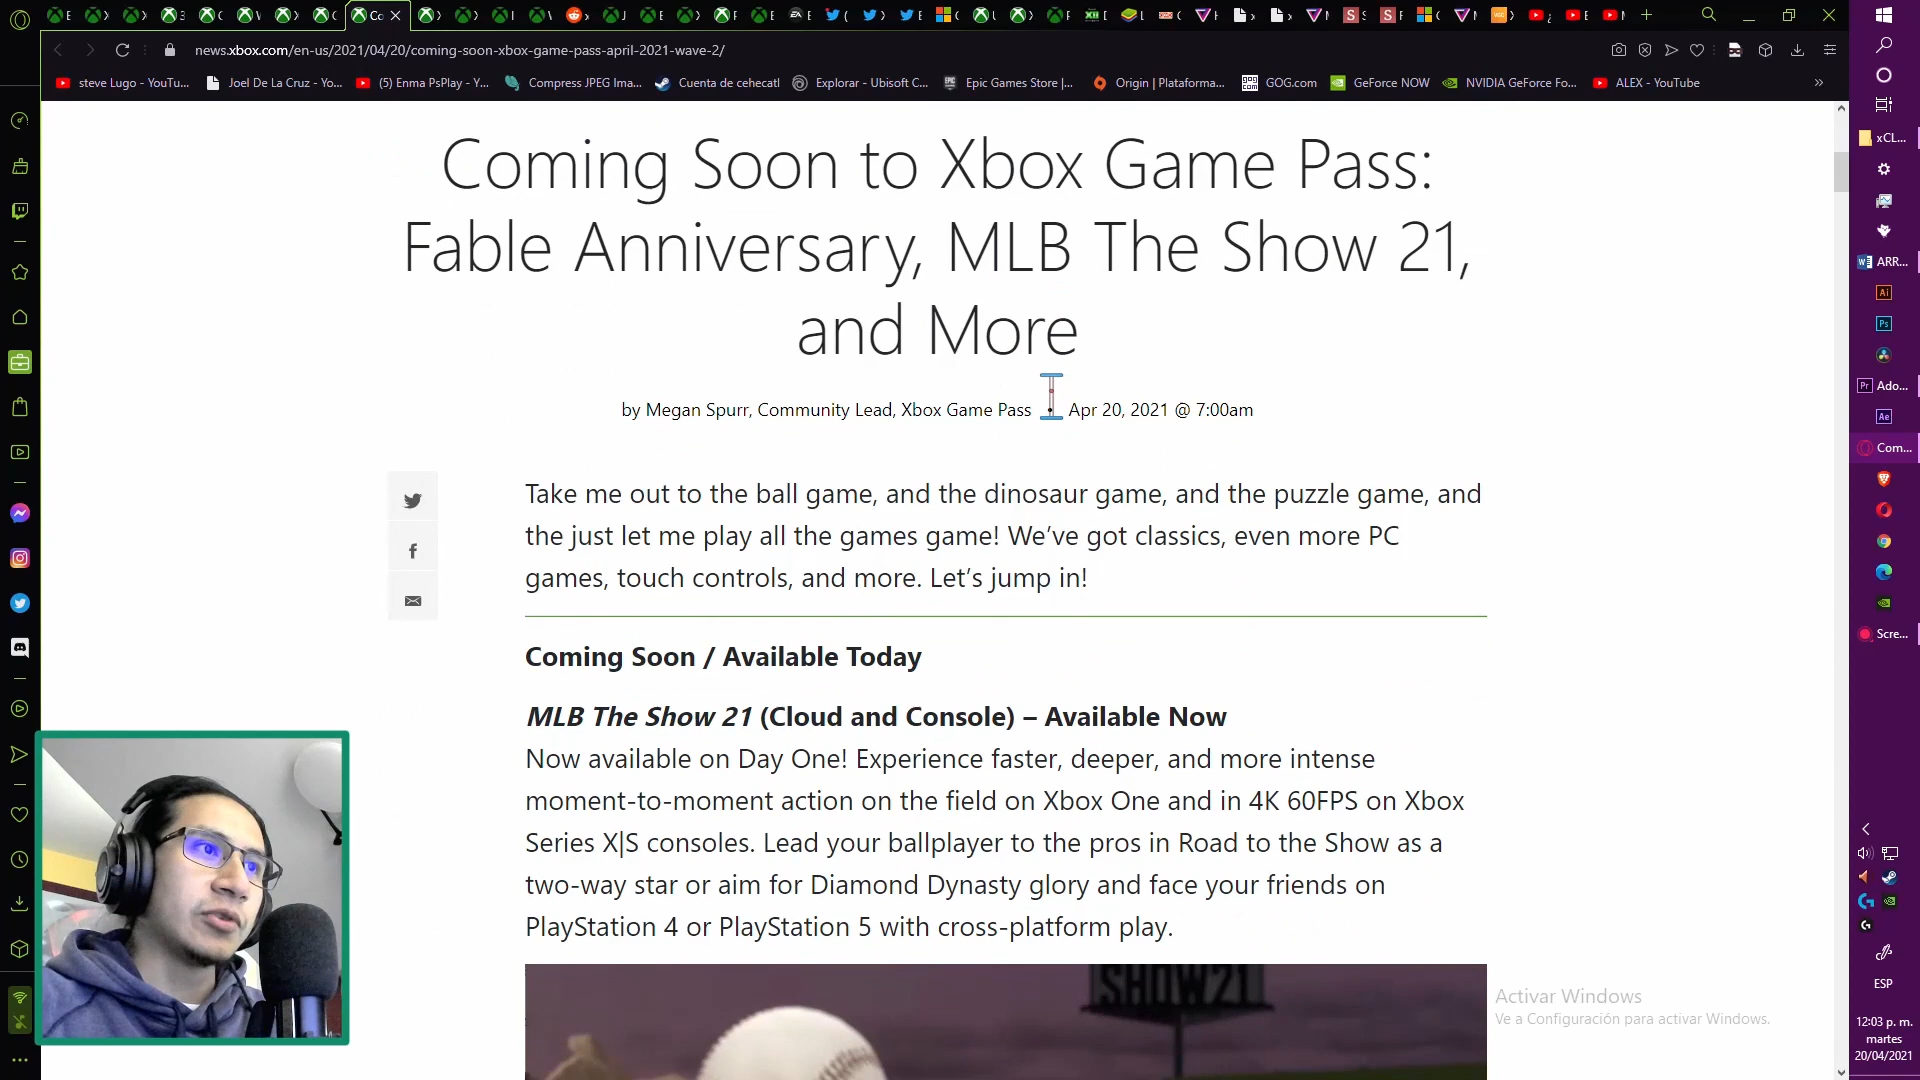 news.xbox.com/en-us/2021/04/20/coming-soon-xbox-game-pass-april-2021-wave-2/
steve Lugo - YouTu...
Joel De La Cruz - Yo...
(5) Enma PsPlay - Y...
Compress JPEG Ima...
Cuenta de cehecatl
Explorar - Ubisoft C...
Epic Games Store |...
Origin | Plataforma...
GOG.com
GeForce NOW
NVIDIA GeForce Fo...
ALEX - YouTube
Coming Soon to Xbox Game Pass:
Fable Anniversary, MLB The Show 21,
and More
by Megan Spurr, Community Lead, Xbox Game Pass • Apr 20, 2021 @ 7:00am
Take me out to the ball game, and the dinosaur game, and the puzzle game, and
the just let me play all the games game! We’ve got classics, even more PC
games, touch controls, and more. Let’s jump in!
Coming Soon / Available Today
MLB The Show 21 (Cloud and Console) – Available Now
Now available on Day One! Experience faster, deeper, and more intense
moment-to-moment action on the field on Xbox One and in 4K 60FPS on Xbox
Series X|S consoles. Lead your ballplayer to the pros in Road to the Show as a
two-way star or aim for Diamond Dynasty glory and face your friends on
PlayStation 4 or PlayStation 5 with cross-platform play.
SHOW21
Activar Windows
Ve a Configuración para activar Windows.
xCL...
ARR...
Ai
Ps
Pr Ado...
Ae
Com...
Scre...
ESP
12:03 p. m.
martes
20/04/2021